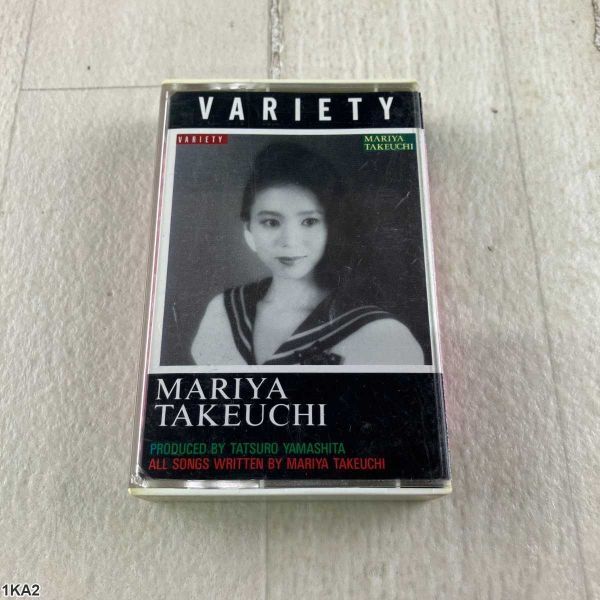 VARIETY
VARIETY
MARIYA
TAKEUCHI
MARIYA
TAKEUCHI
PRODUCED BY TATSURO YAMASHITA
ALL SONGS WRITTEN BY MARIYA TAKEUCHI
1KA2